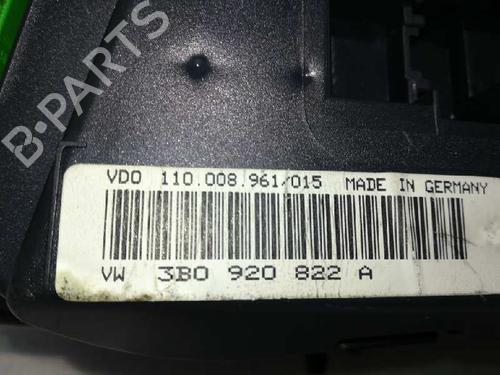 B-PARTS
VDO 110.008.961/015 MADE IN GERMANY
VW 3B0 920 822 A